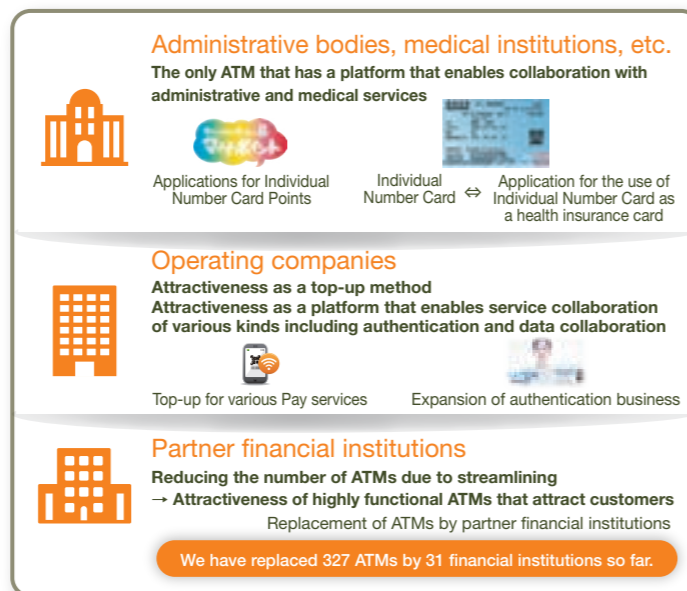 Administrative bodies, medical institutions, etc.
The only ATM that has a platform that enables collaboration with
administrative and medical services
Applications for Individual
Number Card Points
Individual
Number Card
⇔
Application for the use of
Individual Number Card as
a health insurance card
Operating companies
Attractiveness as a top-up method
Attractiveness as a platform that enables service collaboration
of various kinds including authentication and data collaboration
Top-up for various Pay services
Expansion of authentication business
Partner financial institutions
Reducing the number of ATMs due to streamlining
→ Attractiveness of highly functional ATMs that attract customers
Replacement of ATMs by partner financial institutions
We have replaced 327 ATMs by 31 financial institutions so far.